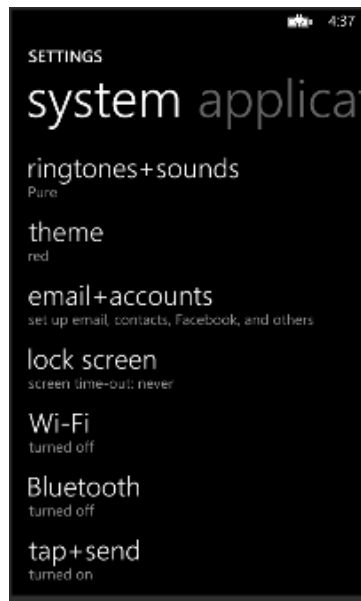 4:37
SETTINGS
system applica
ringtones+sounds
Pure
theme
red
email+accounts
set up email, contacts, Facebook, and others
lock screen
screen time-out: never
Wi-Fi
turned off
Bluetooth
turned off
tap+send
turned on